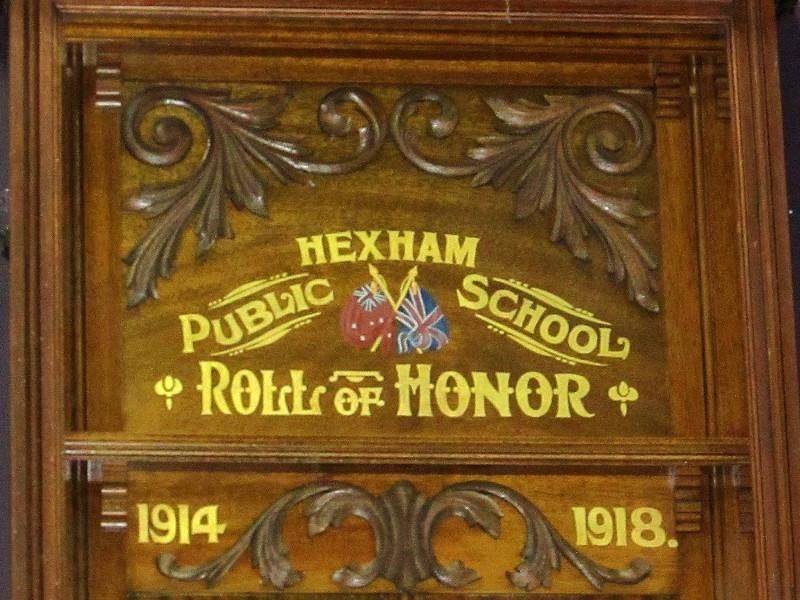 HEXHAM
PUBLIC SCHOOL
ROLL OF HONOR
1914 1918.